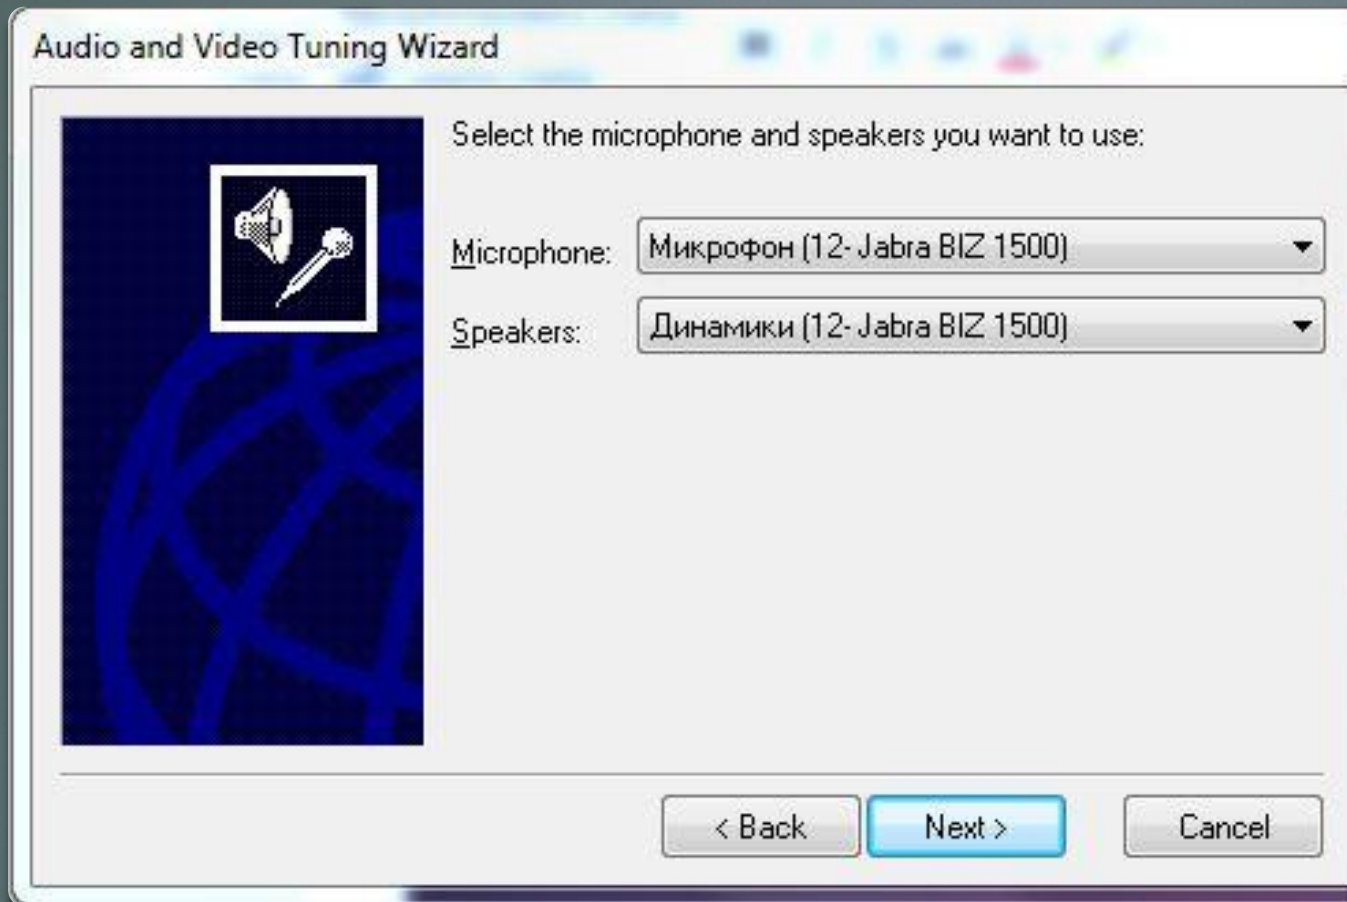 Audio and Video Tuning Wizard
Select the microphone and speakers you want to use:
Microphone: Микрофон (12- Jabra BIZ 1500)
Speakers: Динамики (12- Jabra BIZ 1500)
< Back Next > Cancel